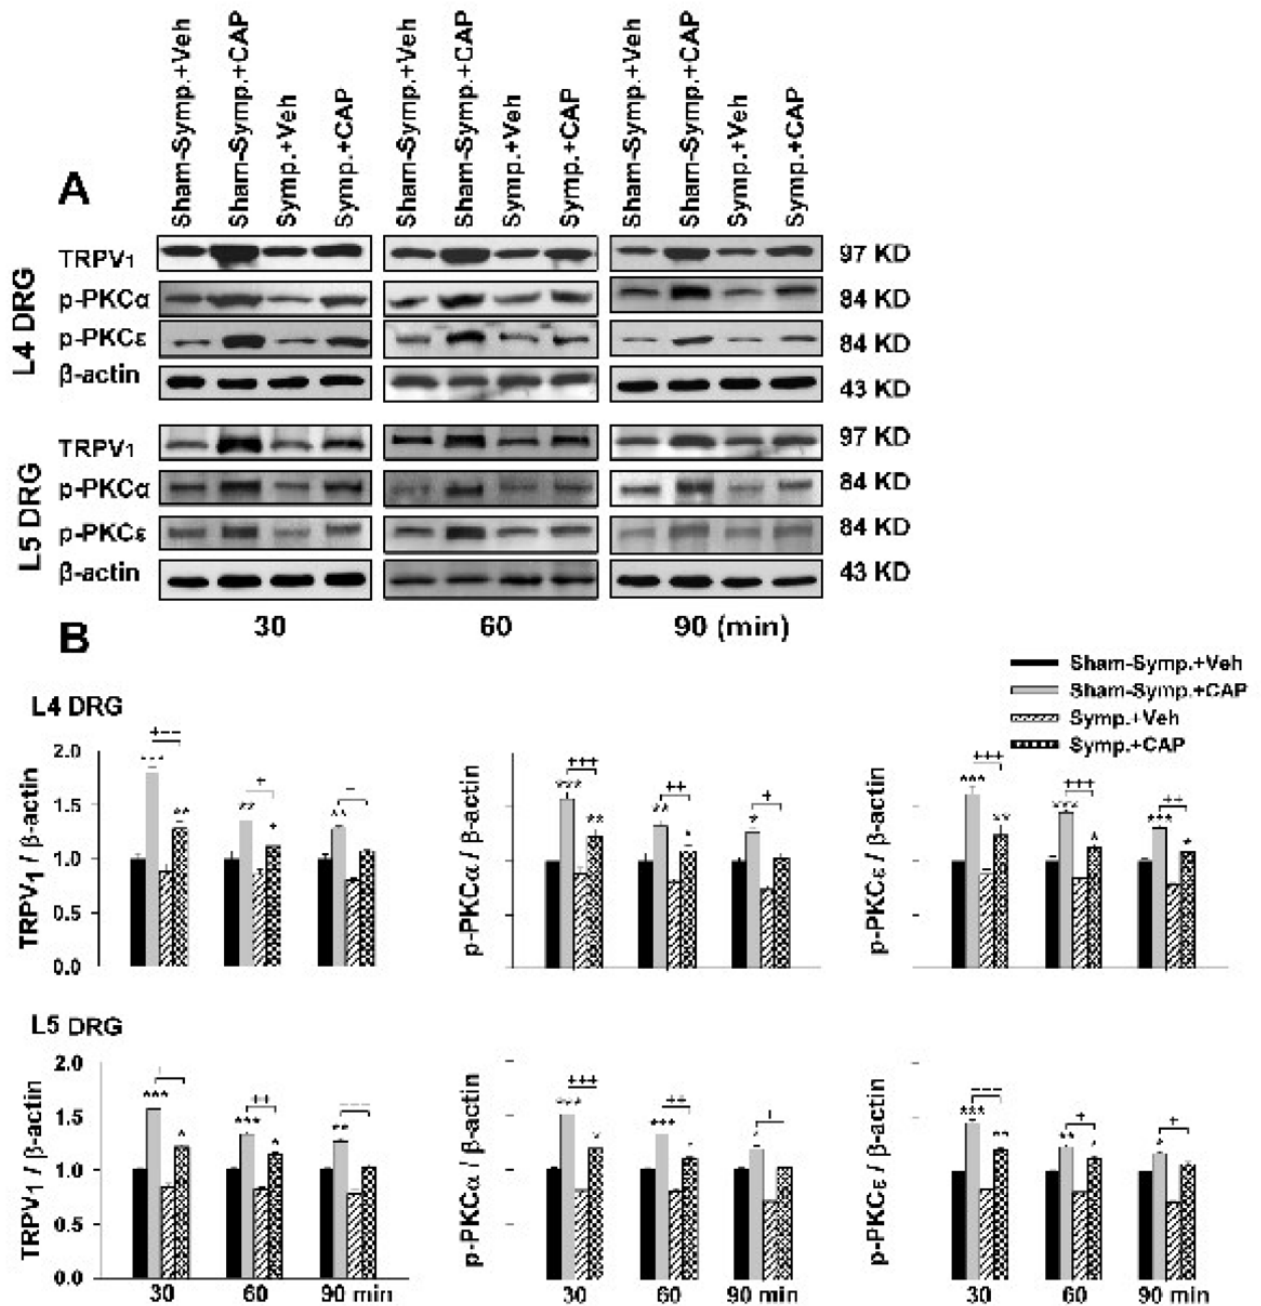 Sham-Symp.+Veh
Sham-Symp.+CAP
Symp.+Veh
Symp.+CAP
Sham-Symp.+Veh
Sham-Symp.+CAP
Symp.+Veh
Symp.+CAP
Sham-Symp.+Veh
Sham-Symp.+CAP
Symp.+Veh
Symp.+CAP
A
L4 DRG
TRPV1 97 KD
p-PKCα 84 KD
p-PKCε 84 KD
β-actin 43 KD
L5 DRG
TRPV1 97 KD
p-PKCα 84 KD
p-PKCε 84 KD
β-actin 43 KD
30 60 90 (min)
B
Sham-Symp.+Veh
Sham-Symp.+CAP
Symp.+Veh
Symp.+CAP
L4 DRG
TRPV1 / β-actin
2.0
1.5
1.0
0.5
0.0
p-PKCα / β-actin
+++
++
+
p-PKCε / β-actin
+++
+++
++
***
***
L5 DRG
TRPV1 / β-actin
2.0
1.5
1.0
0.5
0.0
***
***
**
++
30 60 90 min
p-PKCα / β-actin
+++
++
***
30 60 90 min
p-PKCε / β-actin
***
**
**
+
+
30 60 90 min